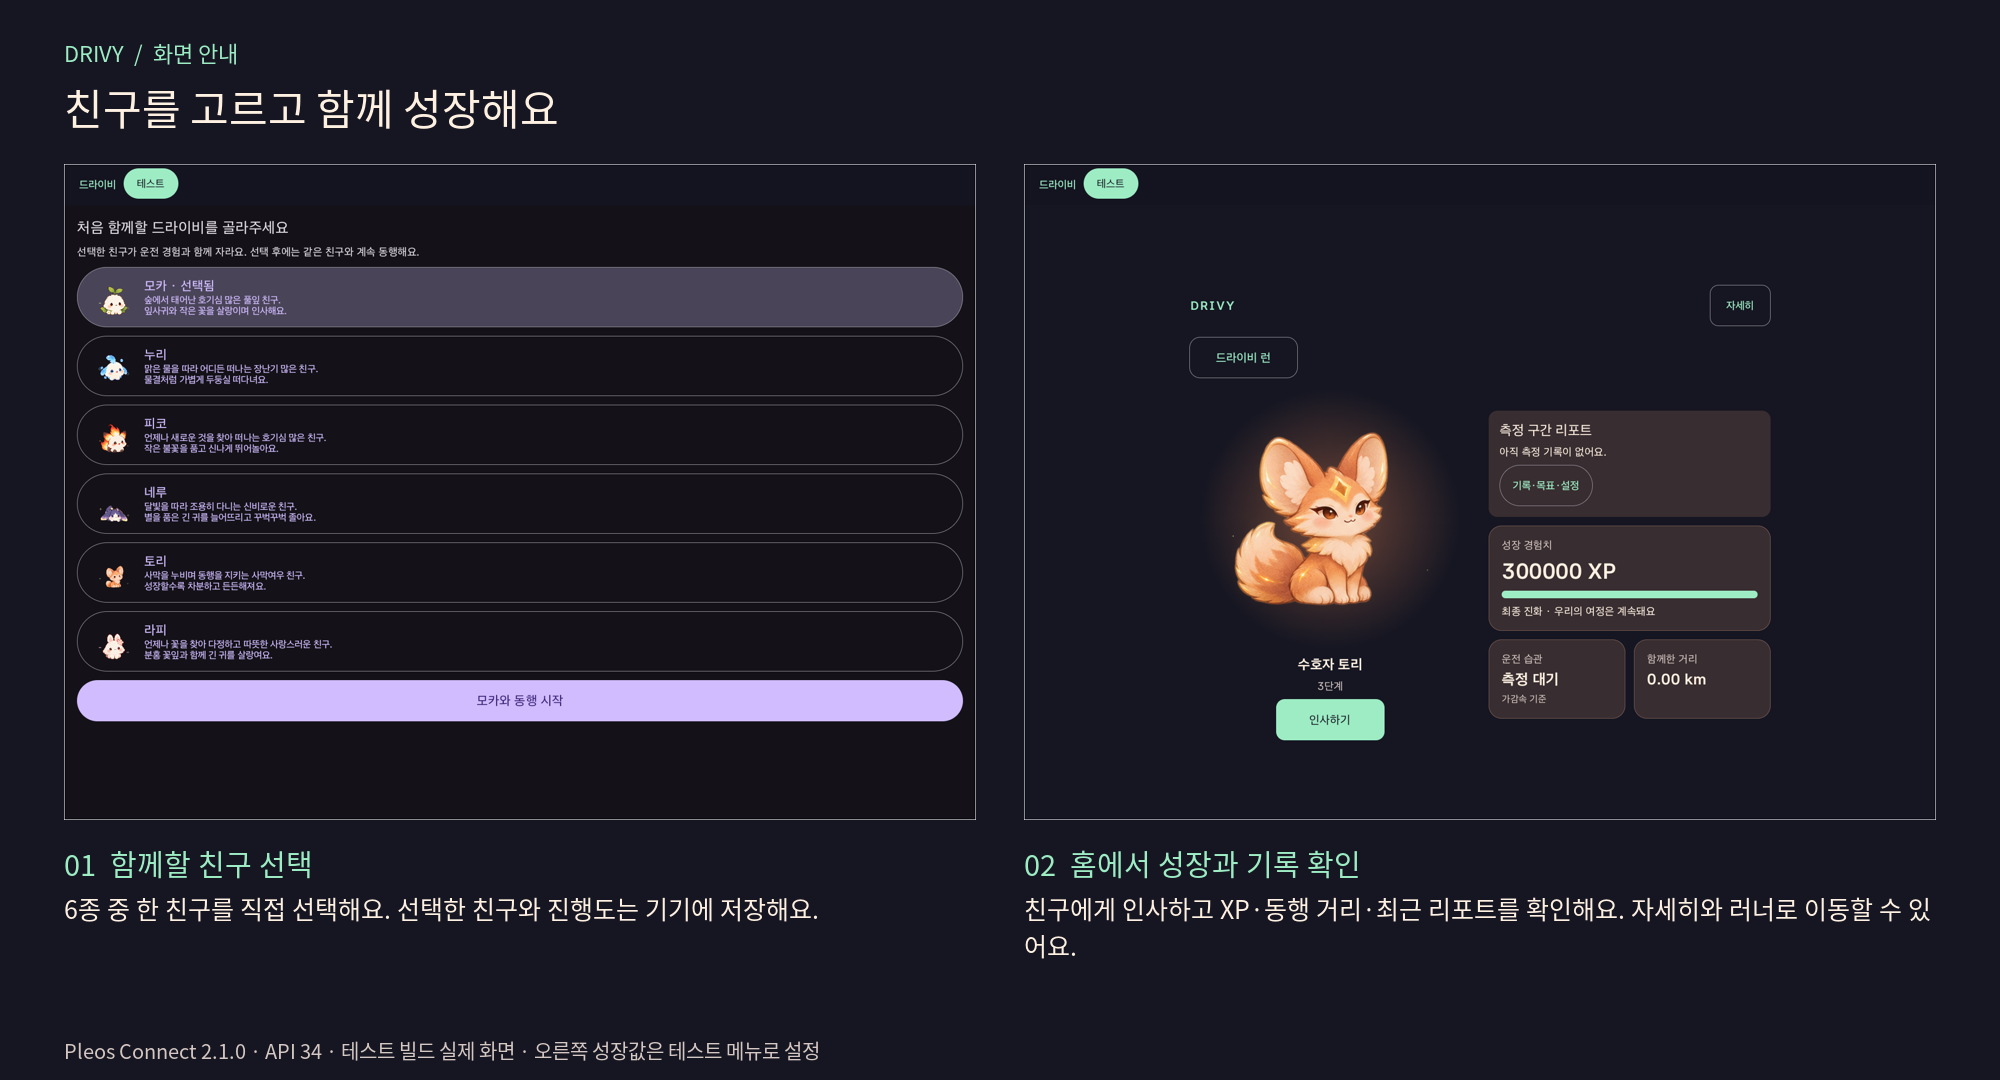 DRIVY / 화면 안내
친구를 고르고 함께 성장해요
드라이비 테스트
처음 함께할 드라이비를 골라주세요
선택한 친구가 운전 경험과 함께 자라요. 선택 후에는 같은 친구와 계속 동행해요.
모카 · 선택됨
숲에서 태어난 호기심 많은 풀잎 친구.
잎사귀와 작은 꽃을 살랑이며 인사해요.
누리
맑은 물을 따라 어디든 떠나는 장난기 많은 친구.
물결처럼 가볍게 두둥실 떠다녀요.
피코
언제나 새로운 것을 찾아 떠나는 호기심 많은 친구.
작은 불꽃을 품고 신나게 뛰어놀아요.
네루
달빛을 따라 조용히 다니는 신비로운 친구.
별을 품은 긴 귀를 늘어뜨리고 꾸벅꾸벅 졸아요.
토리
사막을 누비며 동행을 지키는 사막여우 친구.
성장할수록 차분하고 든든해져요.
라피
언제나 꽃을 찾아 다정하고 따뜻한 사랑스러운 친구.
분홍 꽃잎과 함께 긴 귀를 살랑여요.
모카와 동행 시작
01 함께할 친구 선택
6종 중 한 친구를 직접 선택해요. 선택한 친구와 진행도는 기기에 저장해요.
드라이비 테스트
DRIVY
자세히
드라이비 런
수호자 토리
3단계
인사하기
측정 구간 리포트
아직 측정 기록이 없어요.
기록·목표·설정
성장 경험치
300000 XP
최종 진화 · 우리의 여정은 계속돼요
운전 습관
측정 대기
가감속 기준
함께한 거리
0.00 km
02 홈에서 성장과 기록 확인
친구에게 인사하고 XP·동행 거리·최근 리포트를 확인해요. 자세히와 러너로 이동할 수 있
어요.
Pleos Connect 2.1.0 · API 34 · 테스트 빌드 실제 화면 · 오른쪽 성장값은 테스트 메뉴로 설정